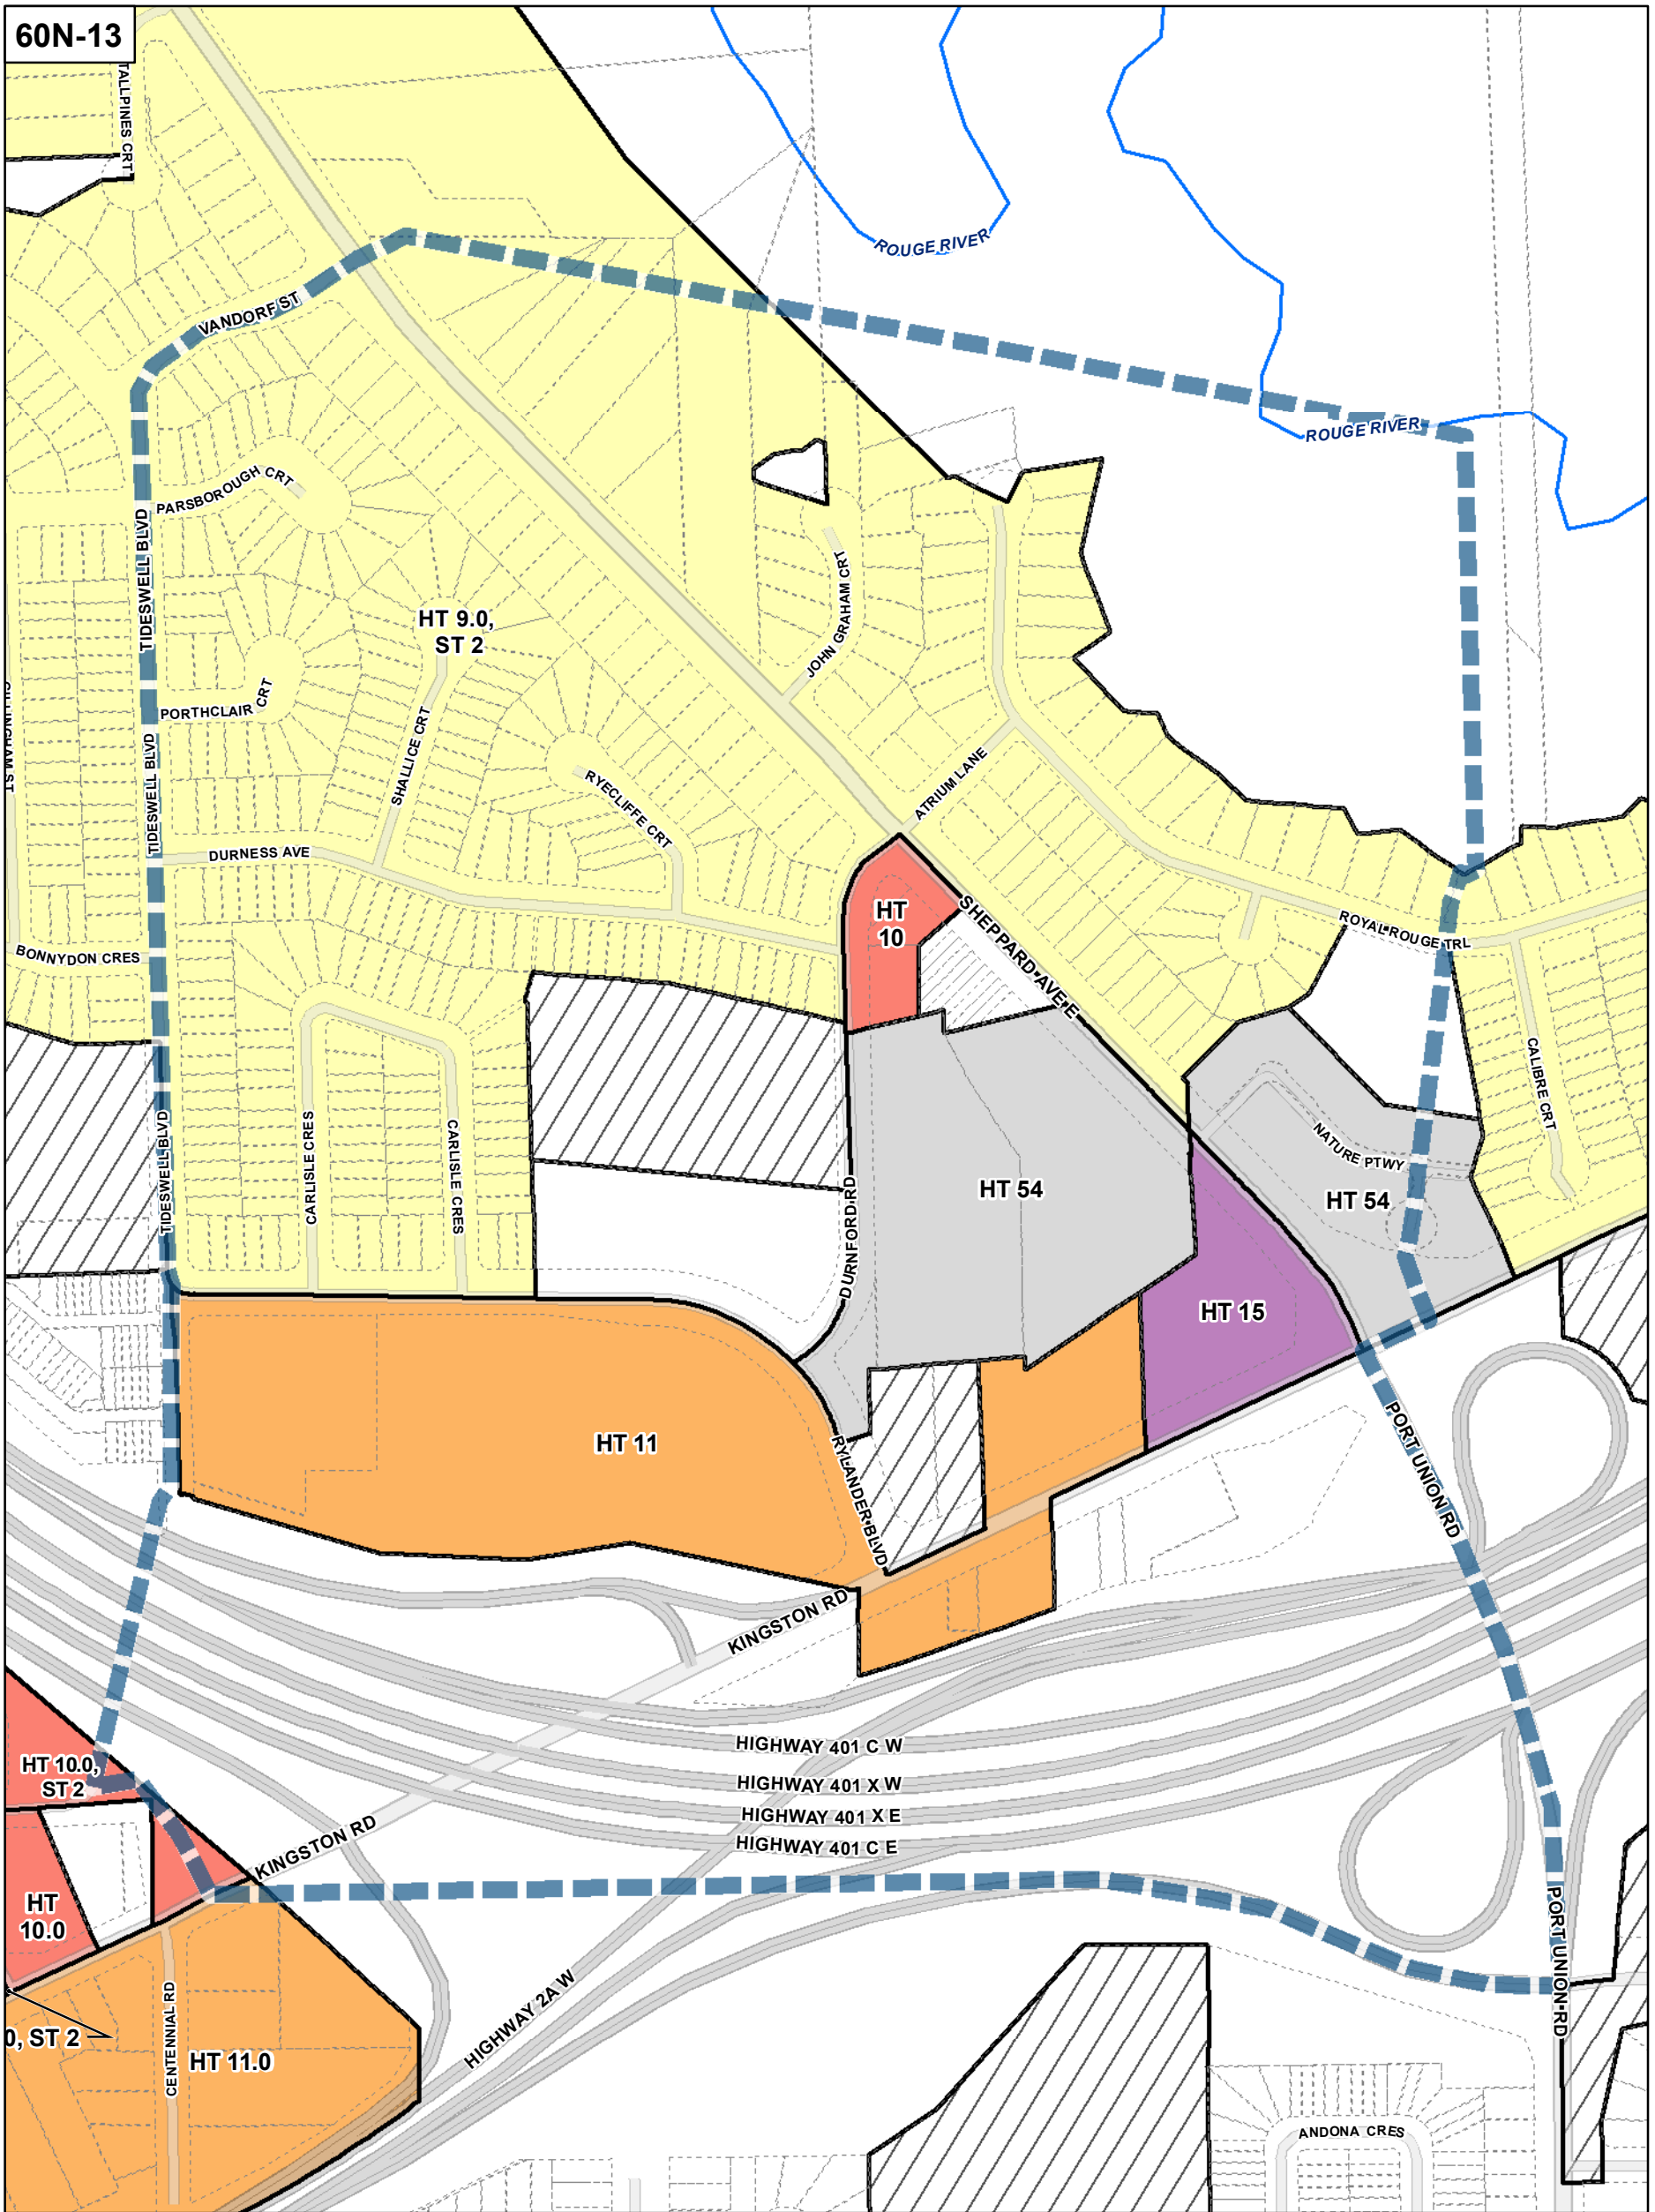 60N-13
TALLPINES CRT
ROUGE RIVER
VANDORF ST
ROUGE RIVER
PARSBOROUGH CRT
TIDESWELL BLVD
JOHN GRAHAM CRT
HT 9.0,
ST 2
PORTHCLAIR CRT
SHALLICE CRT
TIDESWELL BLVD
RYECLIFFE CRT
ATRIUM LANE
DURNESS AVE
HT
10
SHEPPARD AVE E
ROYAL ROUGE TRL
BONNYDON CRES
CALIBRE CRT
TIDESWELL BLVD
CARLISLE CRES
CARLISLE CRES
NATURE PTWY
DURNFORD RD
HT 54
HT 54
HT 15
HT 11
PORT UNION RD
RYLANDER BLVD
KINGSTON RD
HIGHWAY 401 C W
HT 10.0,
ST 2
HIGHWAY 401 X W
HIGHWAY 401 X E
HIGHWAY 401 C E
KINGSTON RD
HT
10.0
PORT UNION RD
HIGHWAY 2A W
0, ST 2
CENTENNIAL RD
HT 11.0
ANDONA CRES